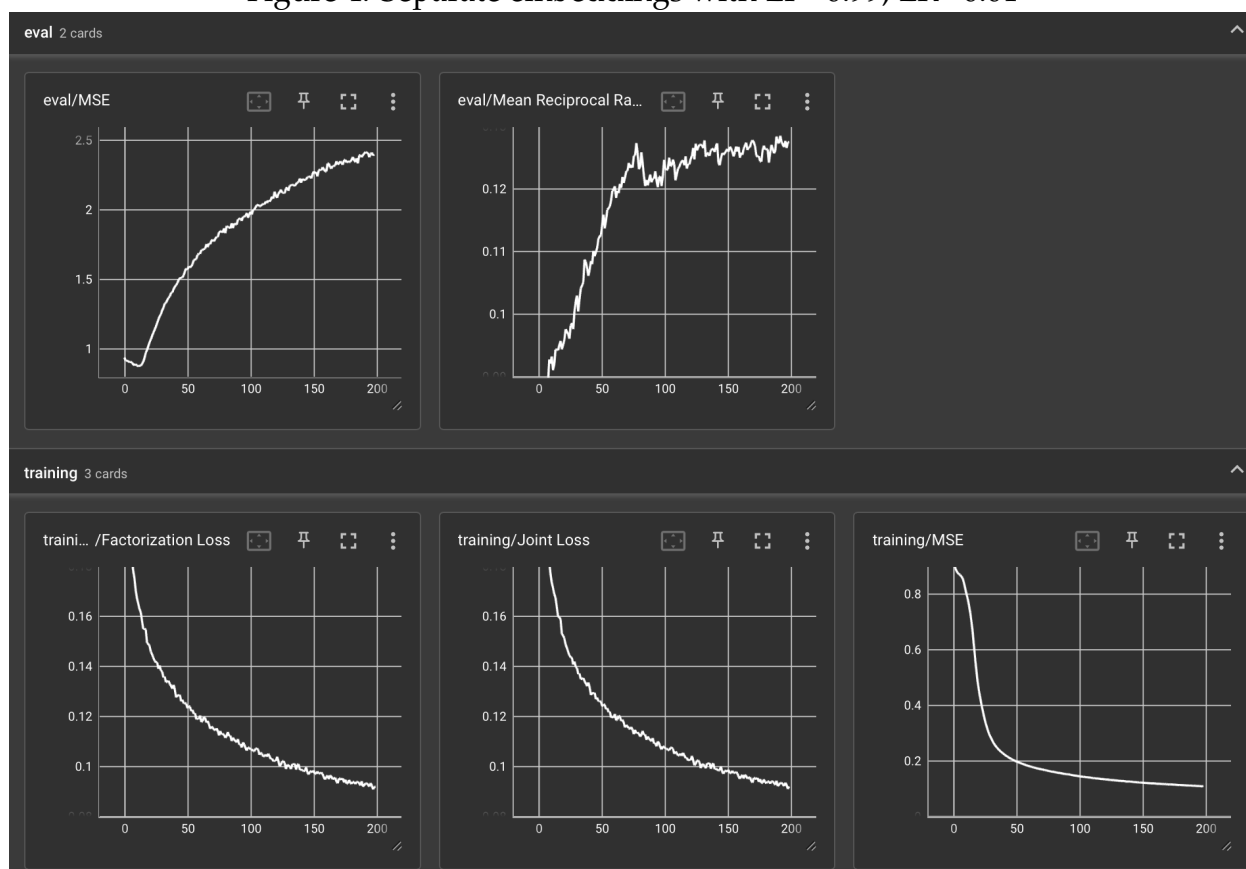 eval 2 cards
eval/MSE
2.5
2
1.5
1
0 50 100 150 200
eval/Mean Reciprocal Ra...
0.12
0.11
0.1
0 50 100 150 200
training 3 cards
traini... /Factorization Loss
0.16
0.14
0.12
0.1
0 50 100 150 200
training/Joint Loss
0.16
0.14
0.12
0.1
0 50 100 150 200
training/MSE
0.8
0.6
0.4
0.2
0
0 50 100 150 200